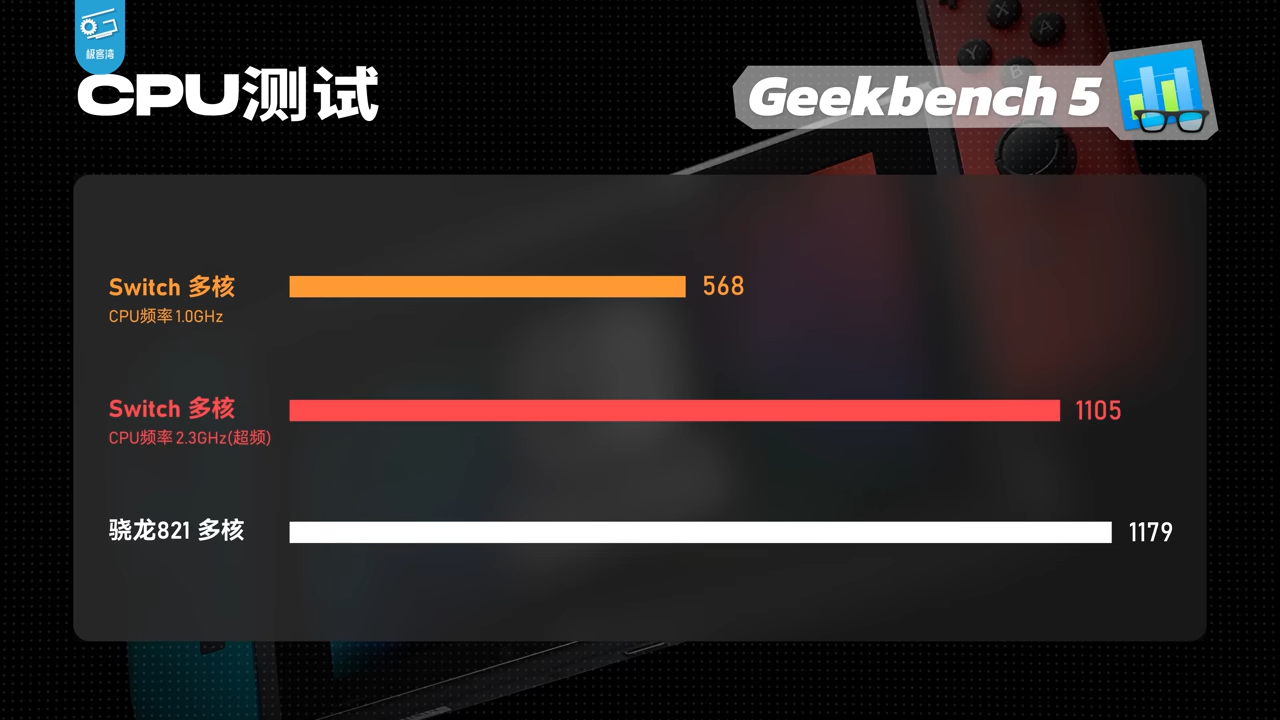 极客湾
CPU测试
Geekbench 5
Switch 多核
568
CPU频率1.0GHz
Switch 多核
1105
CPU频率2.3GHz(超频)
骁龙821 多核
1179
X
A
Y
B